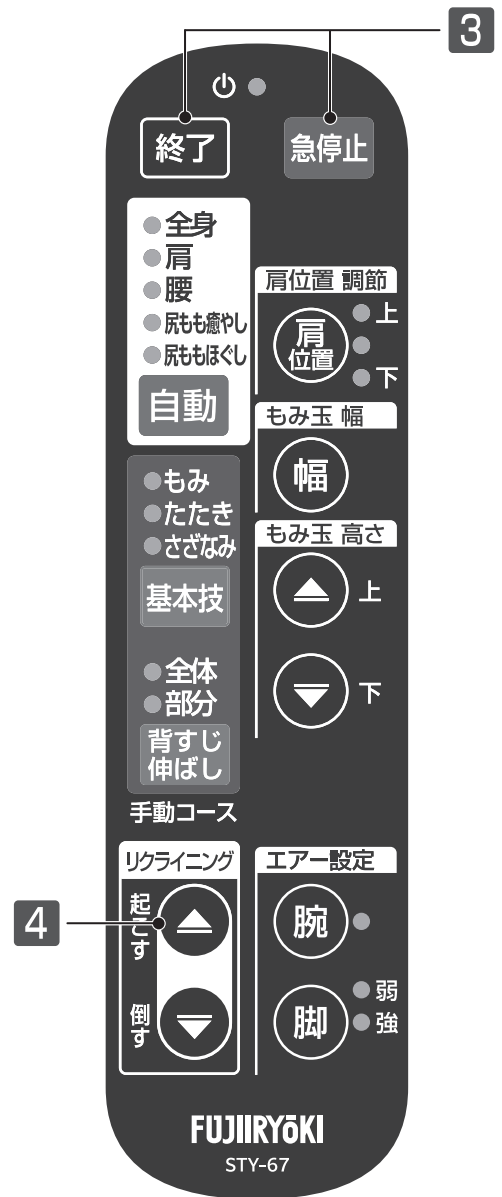 3
終了
急停止
全身
肩
腰
尻もも癒やし
尻ももほぐし
自動
肩位置 調節
肩
位置
上
下
もみ玉 幅
幅
もみ玉 高さ
上
下
もみ
たたき
さざなみ
基本技
全体
部分
背すじ
伸ばし
手動コース
リクライニング
起こす
倒す
4
エアー設定
腕
脚
弱
強
FUJIIRYŌKI
STY-67